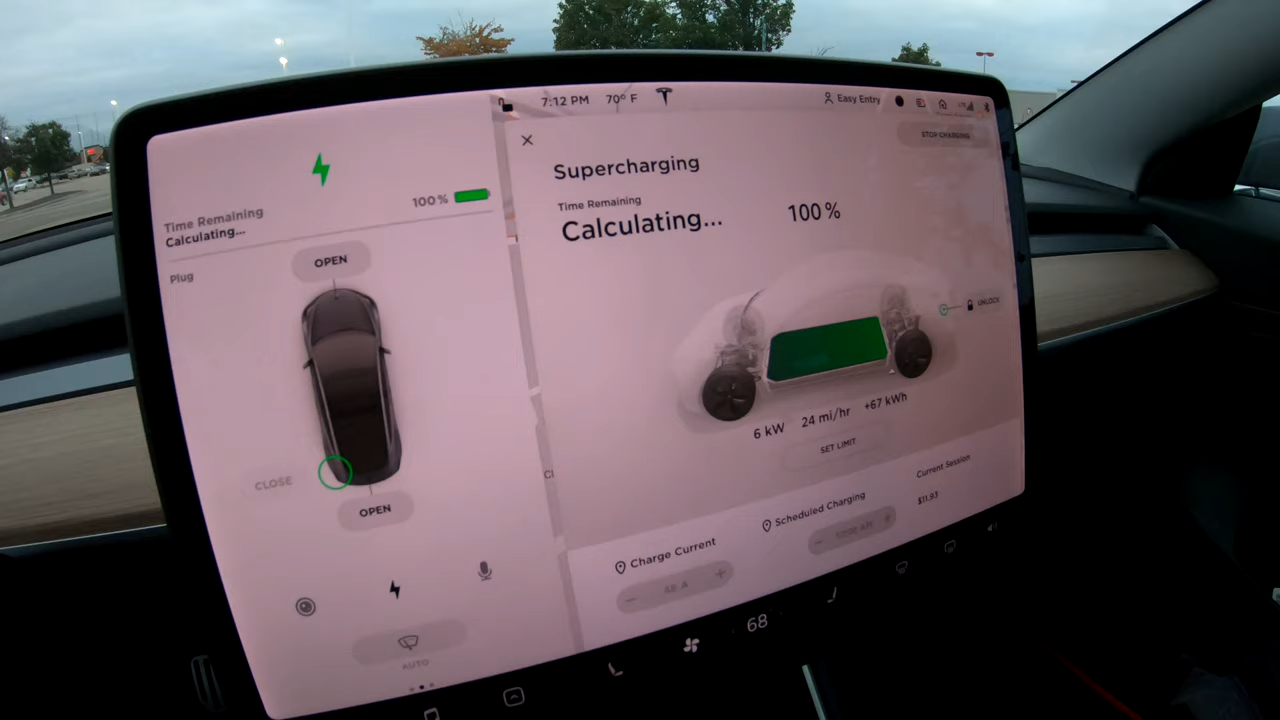 7:12 PM 70° F Easy Entry
STOP CHARGING
100%
Time Remaining
Calculating...
Plug
OPEN
CLOSE
OPEN
AUTO
Supercharging
Time Remaining
Calculating... 100%
UNLOCK
6 kW 24 mi/hr +67 kWh
SET LIMIT
Current Session
$11.93
Scheduled Charging
Charge Current
68